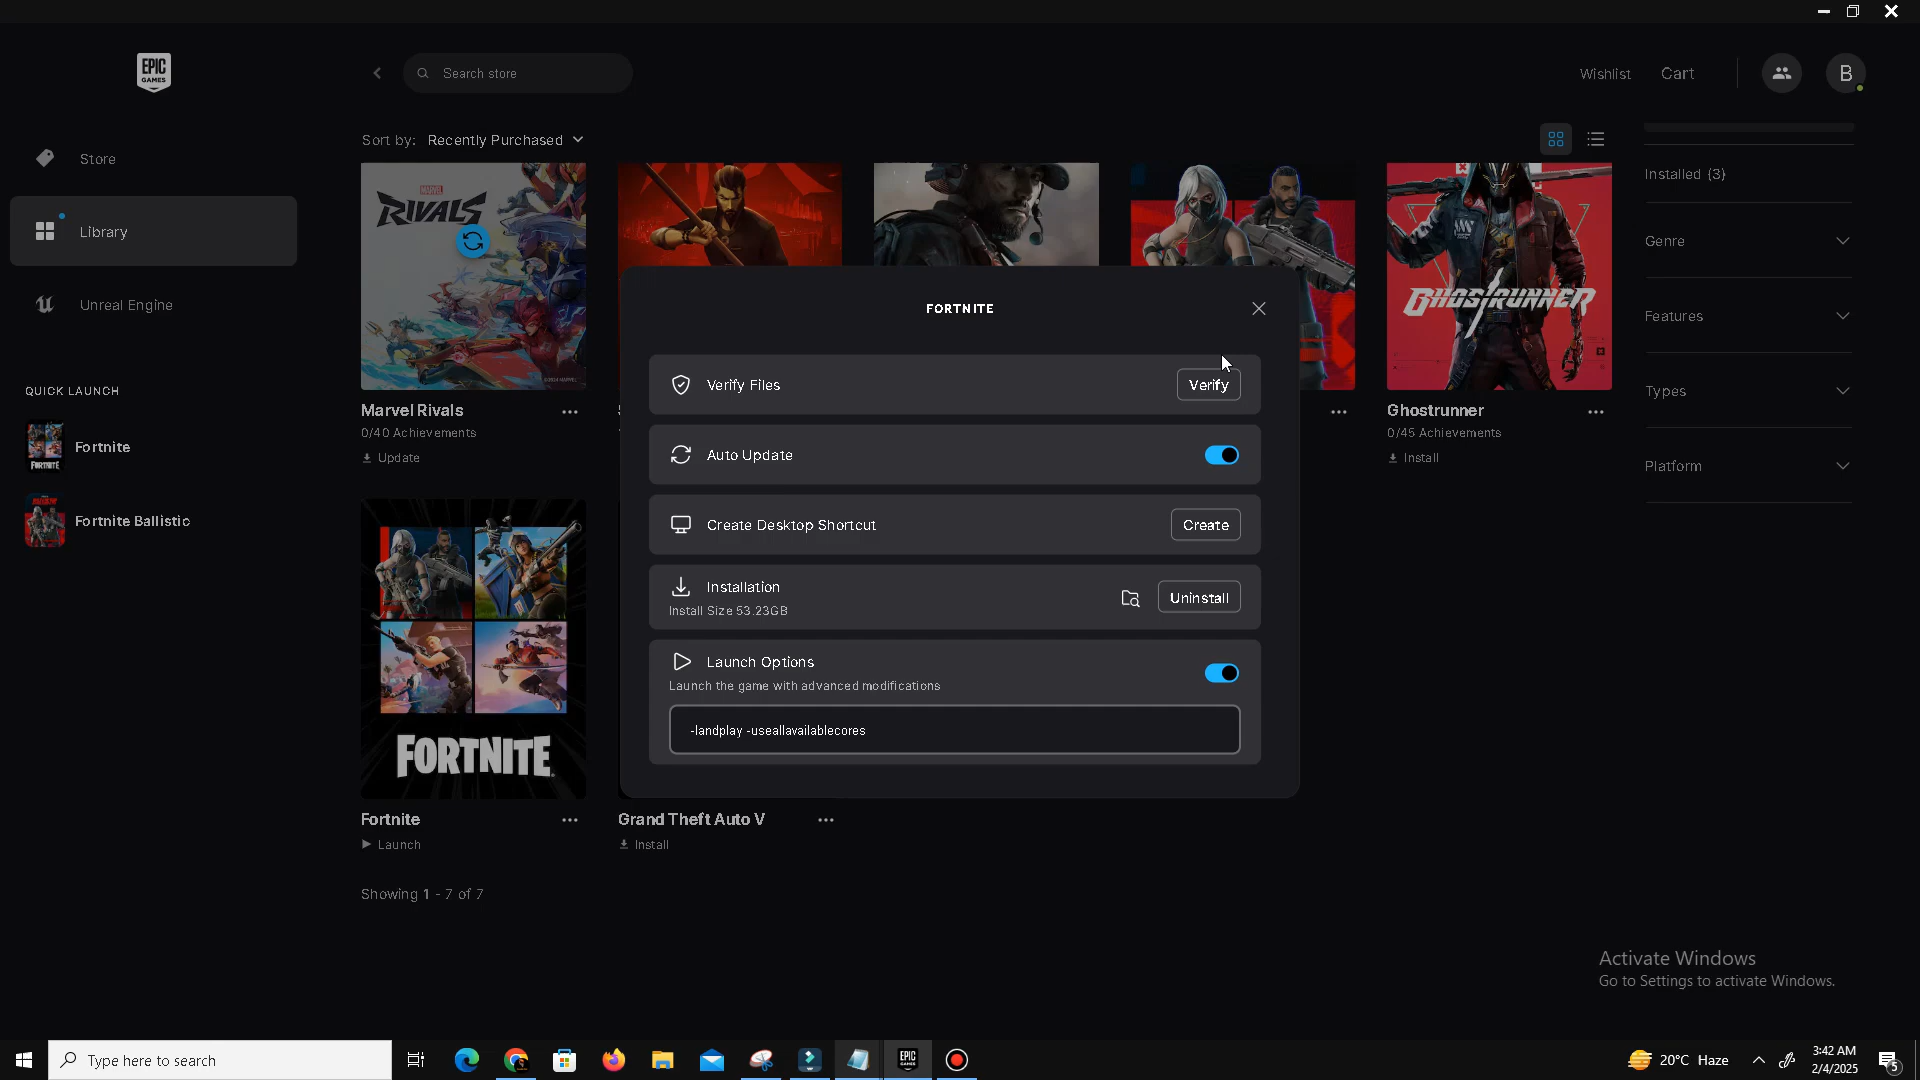 EPIC
GAMES
Search store
Wishlist
Cart
B
Store
Library
Unreal Engine
QUICK LAUNCH
Fortnite
Fortnite Ballistic
Sort by: Recently Purchased
MARVEL
RIVALS
Marvel Rivals
0/40 Achievements
Update
GHOSTRUNNER
Ghostrunner
0/45 Achievements
Install
FORTNITE
Fortnite
Launch
Grand Theft Auto V
Install
Showing 1 - 7 of 7
Installed (3)
Genre
Features
Types
Platform
FORTNITE
Verify Files
Verify
Auto Update
Create Desktop Shortcut
Create
Installation
Install Size 53.23GB
Uninstall
Launch Options
Launch the game with advanced modifications
-landplay -useallavailablecores
Activate Windows
Go to Settings to activate Windows.
Type here to search
EPIC
GAMES
20°C Haze
3:42 AM
2/4/2025
5